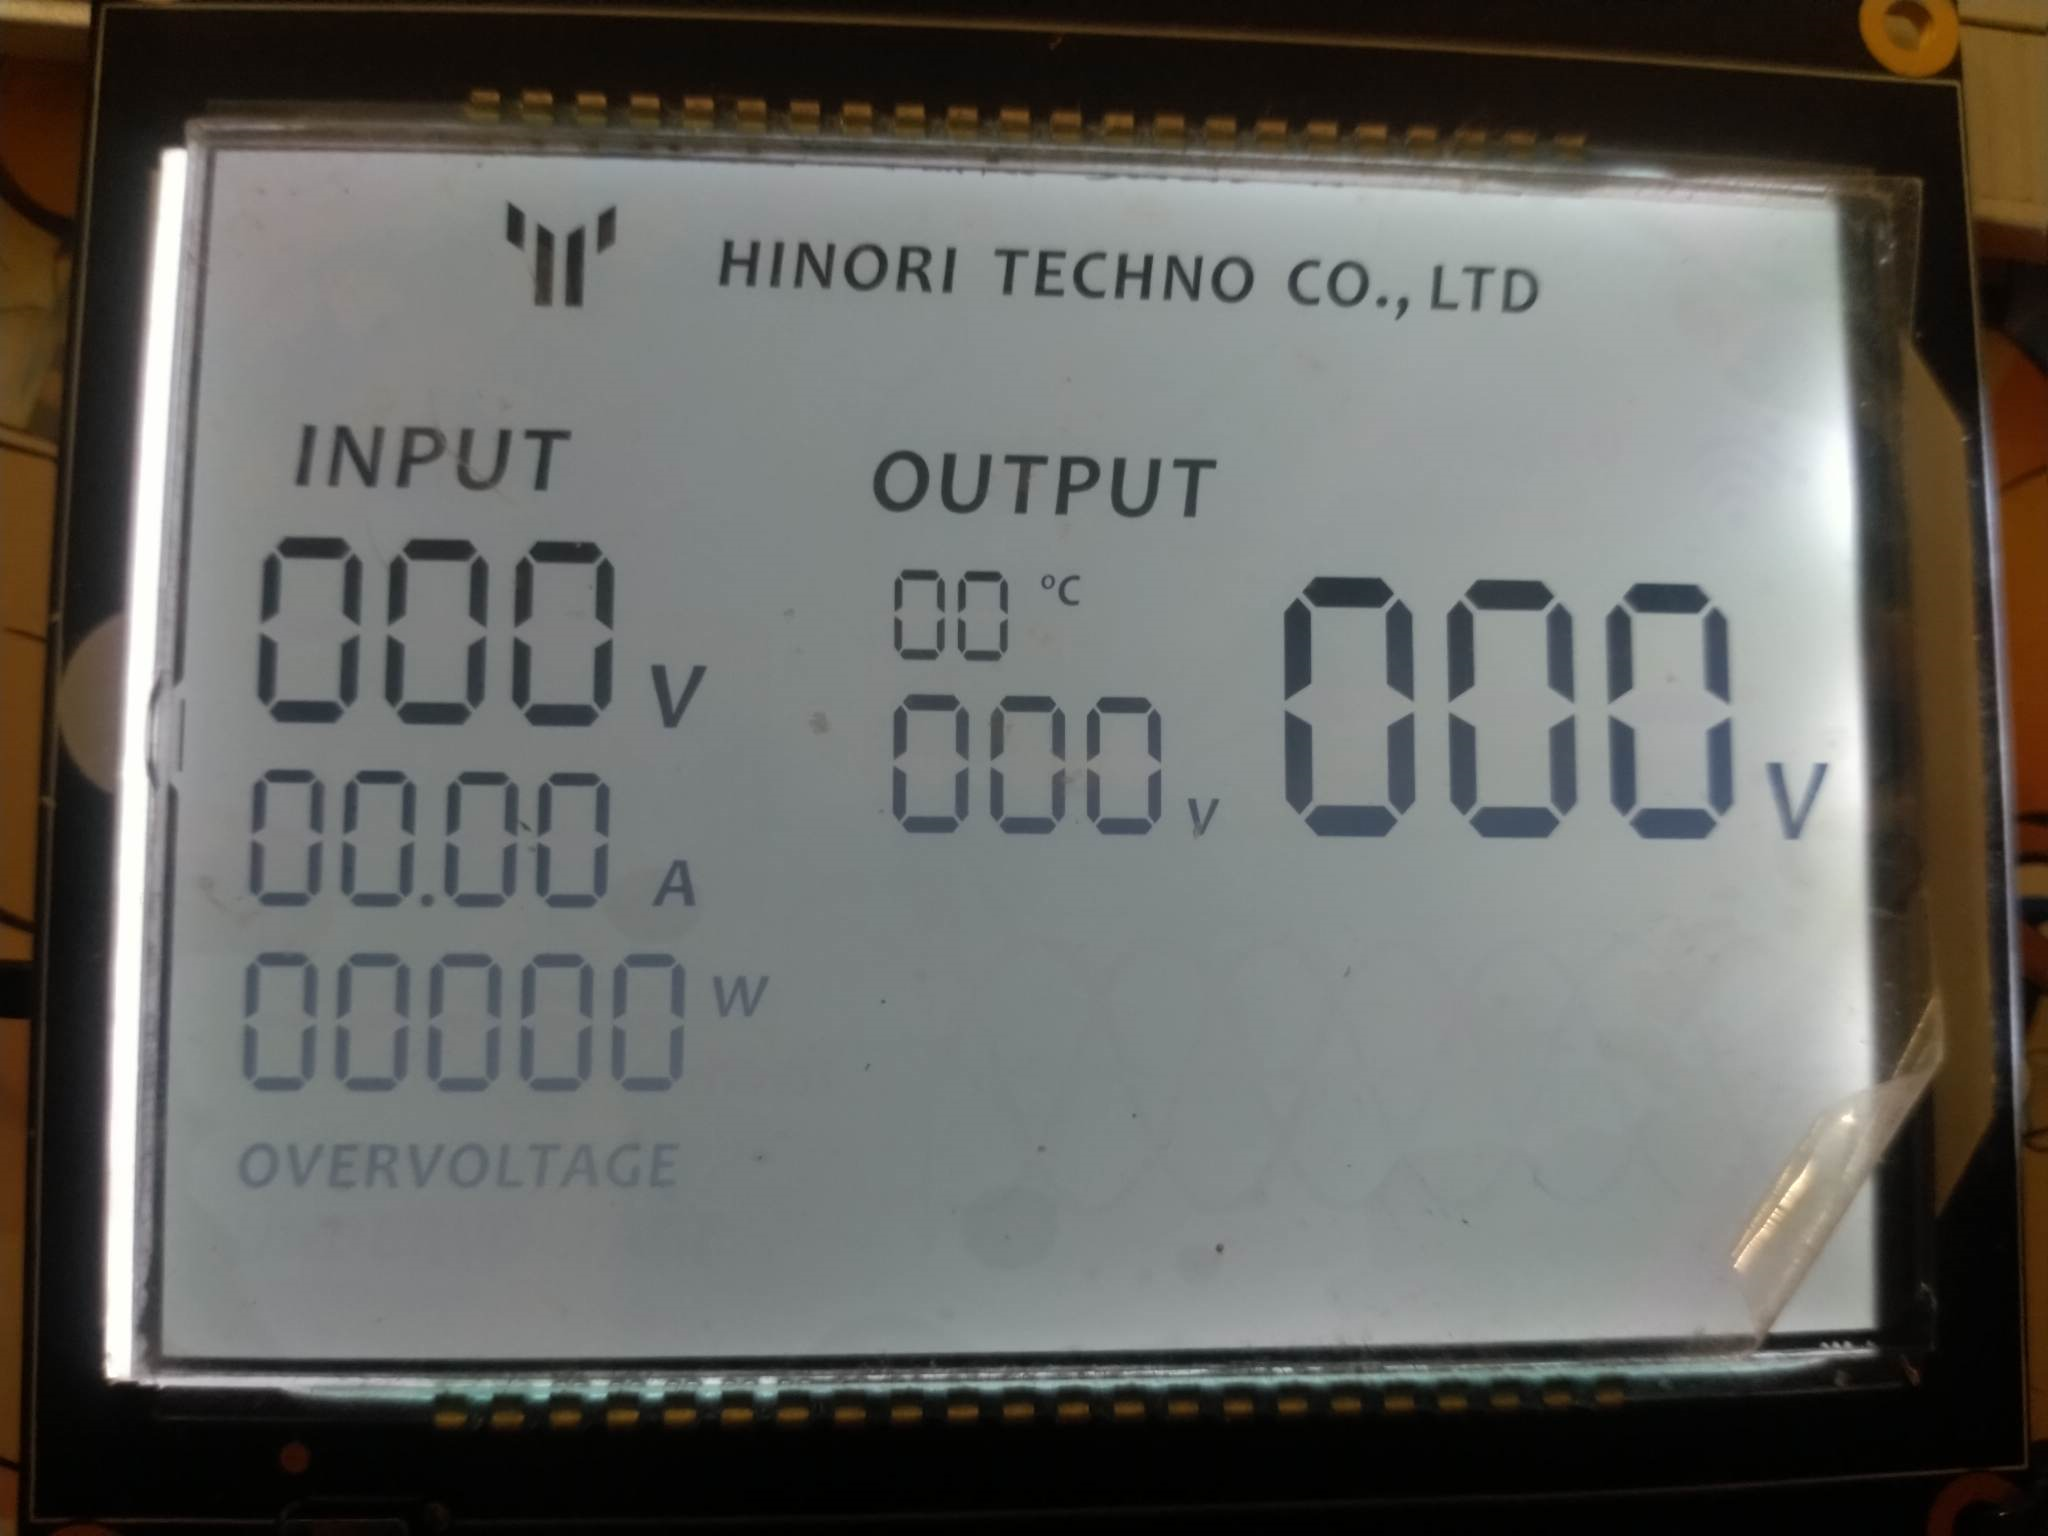 HINORI TECHNO CO., LTD
INPUT
000 V
00.00 A
00000 W
OVERVOLTAGE
OUTPUT
00 °C
000 V
000 V